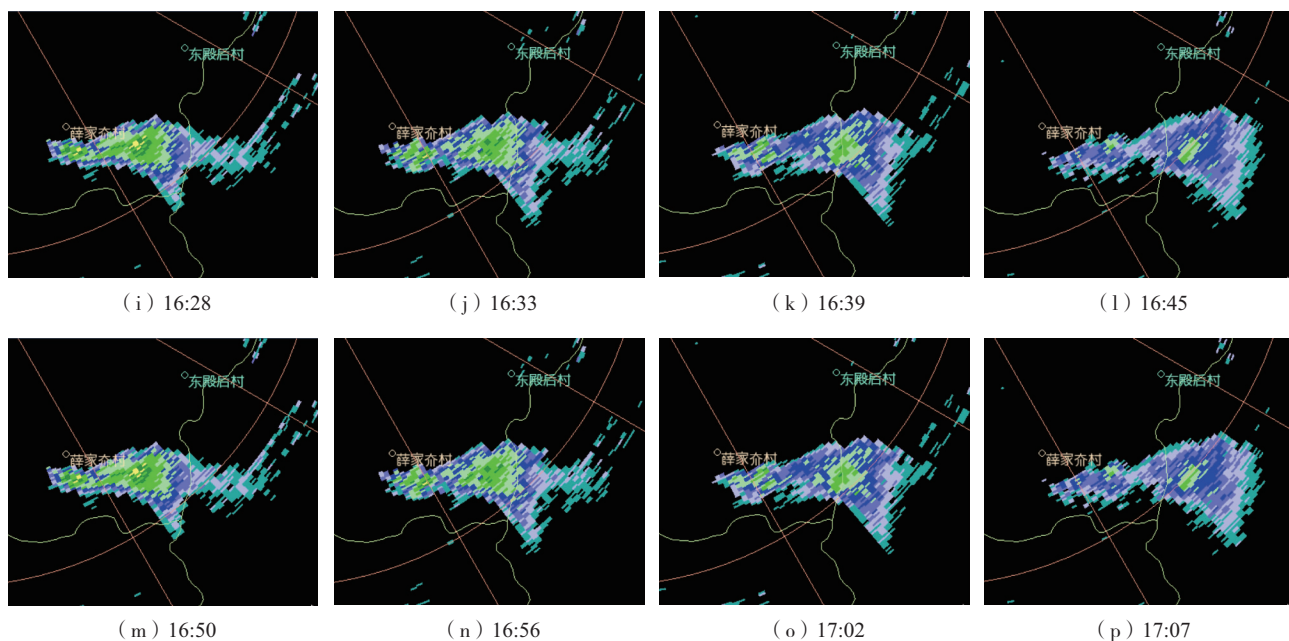 东殿后村
薛家夼村
东殿后村
薛家夼村
东殿后村
薛家夼村
东殿后村
薛家夼村
(i)16:28
(j)16:33
(k)16:39
(l)16:45
东殿后村
薛家夼村
东殿后村
薛家夼村
东殿后村
薛家夼村
东殿后村
薛家夼村
(m)16:50
(n)16:56
(o)17:02
(p)17:07